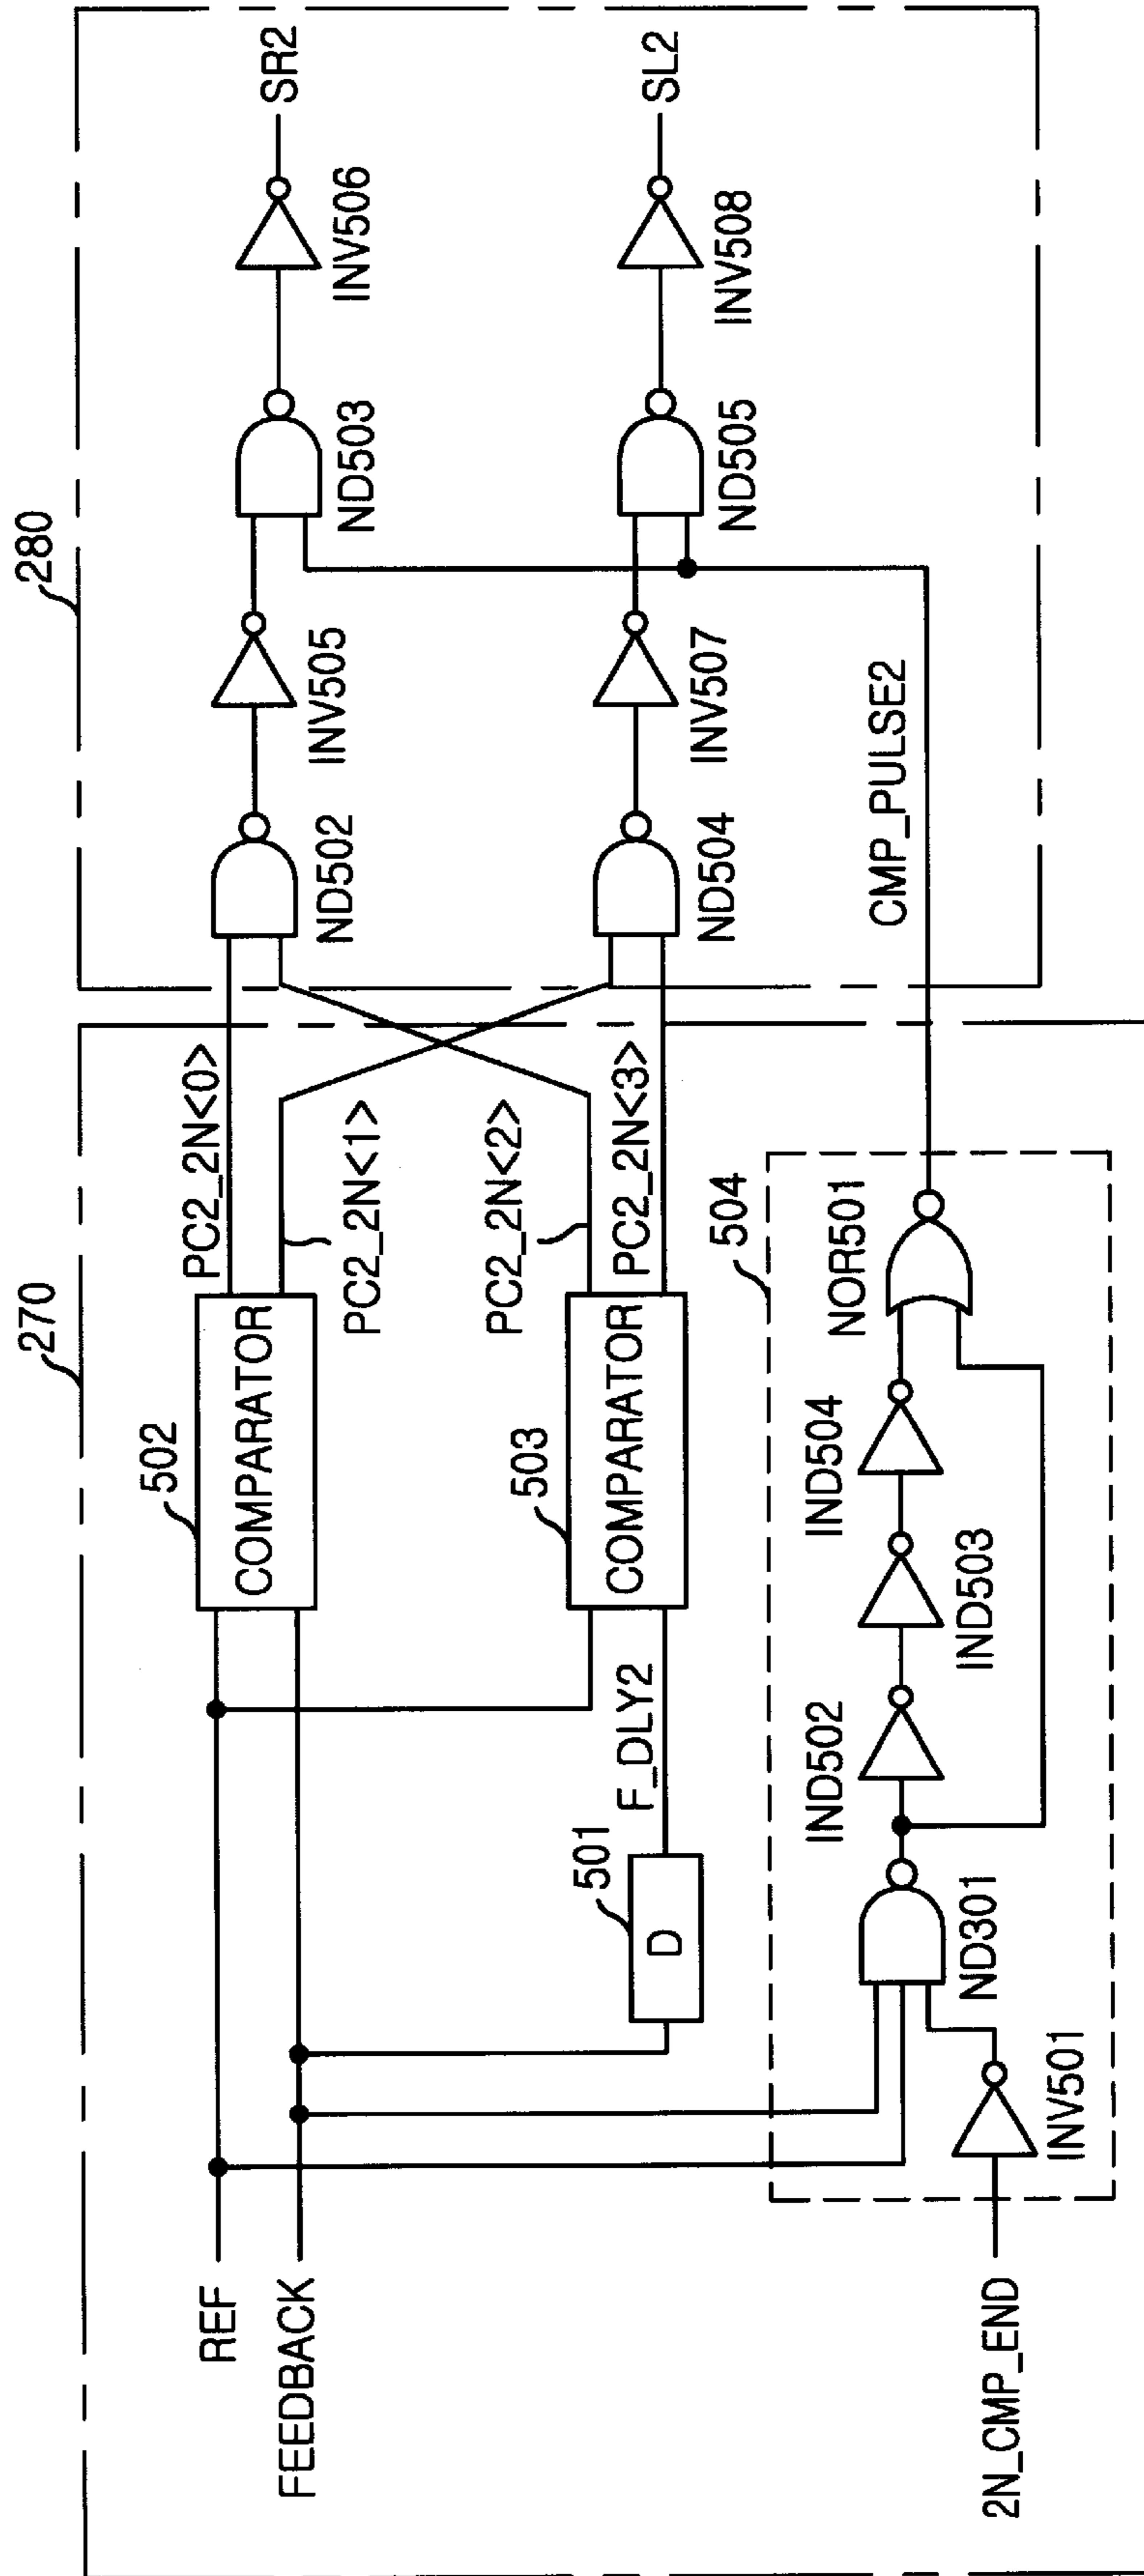 270
280
REF
FEEDBACK
2N_CMP_END
502
COMPARATOR
PC2_2N<0>
PC2_2N<1>
501
D
F_DLY2
503
COMPARATOR
PC2_2N<2>
PC2_2N<3>
504
INV501
ND301
IND502
IND503
IND504
NOR501
CMP_PULSE2
ND502
INV505
ND503
INV506
SR2
ND504
INV507
ND505
INV508
SL2